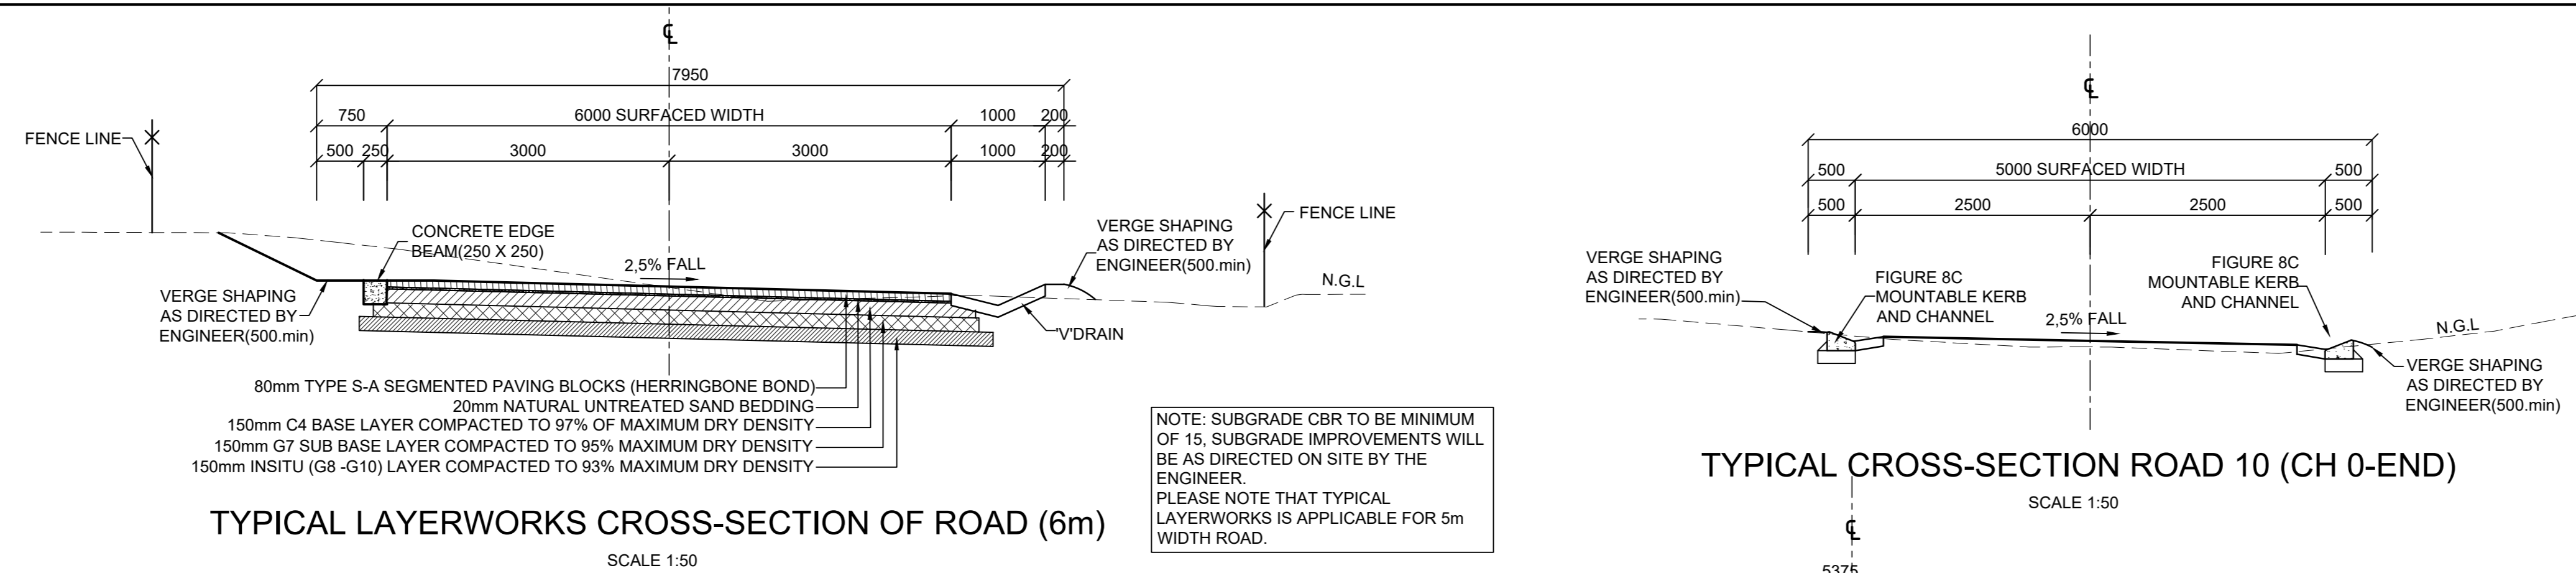 ℄
7950
750 6000 SURFACED WIDTH 1000 200
500 250 3000 3000 1000 200
FENCE LINE
CONCRETE EDGE
BEAM(250 X 250)
2,5% FALL
VERGE SHAPING
AS DIRECTED BY
ENGINEER(500.min)
FENCE LINE
N.G.L
VERGE SHAPING
AS DIRECTED BY
ENGINEER(500.min)
'V'DRAIN
80mm TYPE S-A SEGMENTED PAVING BLOCKS (HERRINGBONE BOND)
20mm NATURAL UNTREATED SAND BEDDING
150mm C4 BASE LAYER COMPACTED TO 97% OF MAXIMUM DRY DENSITY
150mm G7 SUB BASE LAYER COMPACTED TO 95% MAXIMUM DRY DENSITY
150mm INSITU (G8 -G10) LAYER COMPACTED TO 93% MAXIMUM DRY DENSITY
TYPICAL LAYERWORKS CROSS-SECTION OF ROAD (6m)
SCALE 1:50
NOTE: SUBGRADE CBR TO BE MINIMUM
OF 15, SUBGRADE IMPROVEMENTS WILL
BE AS DIRECTED ON SITE BY THE
ENGINEER.
PLEASE NOTE THAT TYPICAL
LAYERWORKS IS APPLICABLE FOR 5m
WIDTH ROAD.
℄
6000
500 5000 SURFACED WIDTH 500
500 2500 2500 500
VERGE SHAPING
AS DIRECTED BY
ENGINEER(500.min)
FIGURE 8C
MOUNTABLE KERB
AND CHANNEL
2,5% FALL
FIGURE 8C
MOUNTABLE KERB
AND CHANNEL
N.G.L
VERGE SHAPING
AS DIRECTED BY
ENGINEER(500.min)
TYPICAL CROSS-SECTION ROAD 10 (CH 0-END)
SCALE 1:50
℄
5375